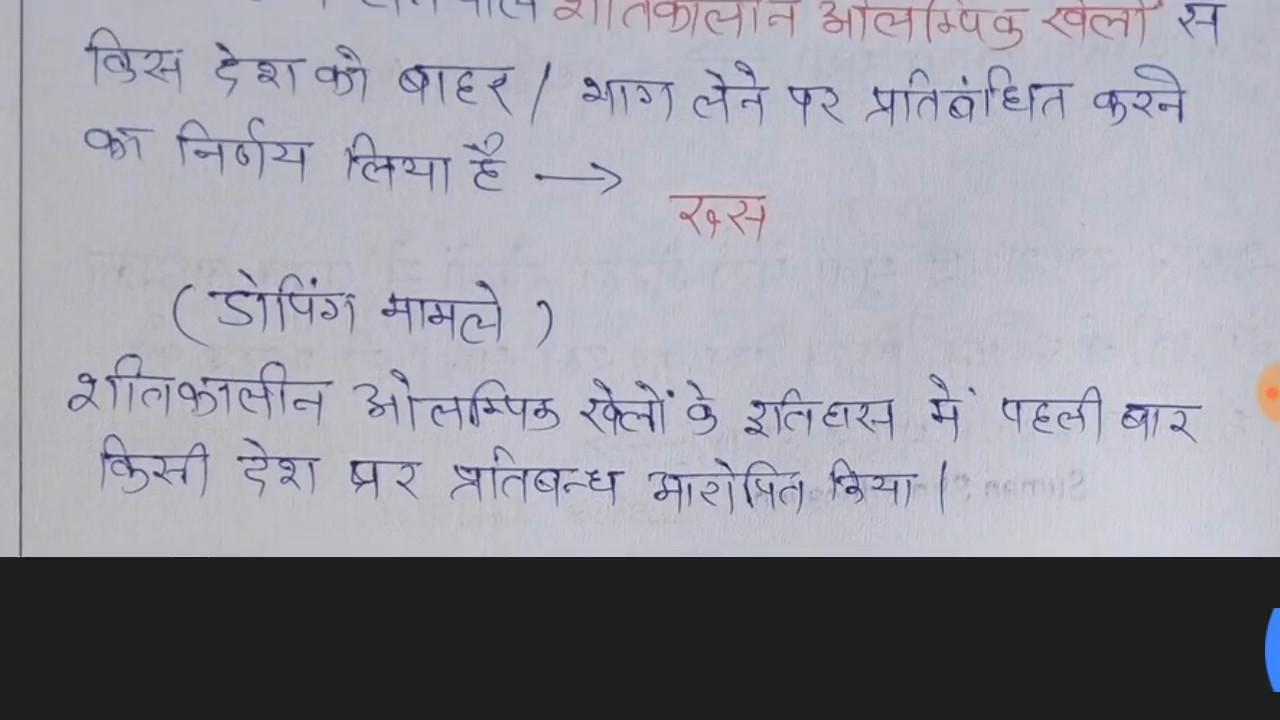 शीतकालीन ओलम्पिक खेलों स
किस देश को बाहर / भाग लेने पर प्रतिबंधित करने
का निर्णय लिया है →
रूस
( डोपिंग मामले )
शीतकालीन ओलम्पिक खेलों के इतिहास में पहली बार
किसी देश पर प्रतिबन्ध आरोपित किया |